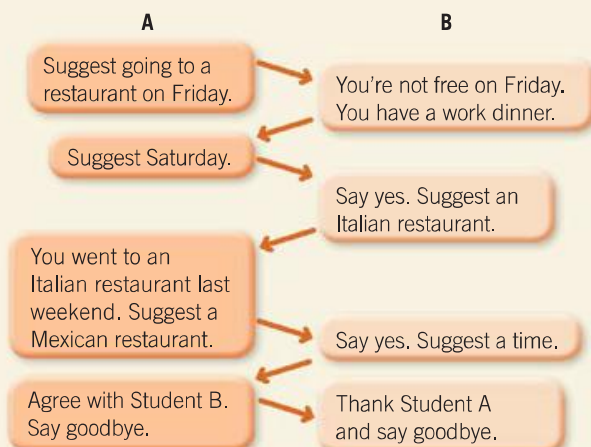 A
B
Suggest going to a
restaurant on Friday.
You’re not free on Friday.
You have a work dinner.
Suggest Saturday.
Say yes. Suggest an
Italian restaurant.
You went to an
Italian restaurant last
weekend. Suggest a
Mexican restaurant.
Say yes. Suggest a time.
Agree with Student B.
Say goodbye.
Thank Student A
and say goodbye.